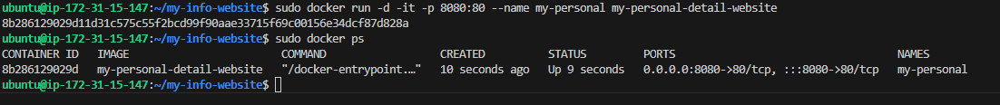 ubuntu@ip-172-31-15-147:~/my-info-website$ sudo docker run -d -it -p 8080:80 --name my-personal my-personal-detail-website
8b286129029d11d31c575c55f2bcd99f90aae33715f69c00156e34dcf87d828a
ubuntu@ip-172-31-15-147:~/my-info-website$ sudo docker ps
CONTAINER ID   IMAGE                        COMMAND                  CREATED          STATUS         PORTS                                   NAMES
8b286129029d   my-personal-detail-website   "/docker-entrypoint.…"   10 seconds ago   Up 9 seconds   0.0.0.0:8080->80/tcp, :::8080->80/tcp   my-personal
ubuntu@ip-172-31-15-147:~/my-info-website$